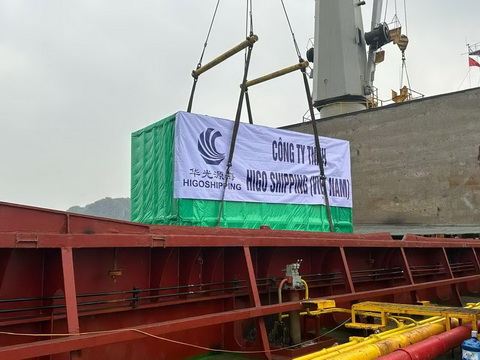 华光源海
HIGOSHIPPING
CÔNG TY TNHH
HIGO SHIPPING (VIỆT NAM)